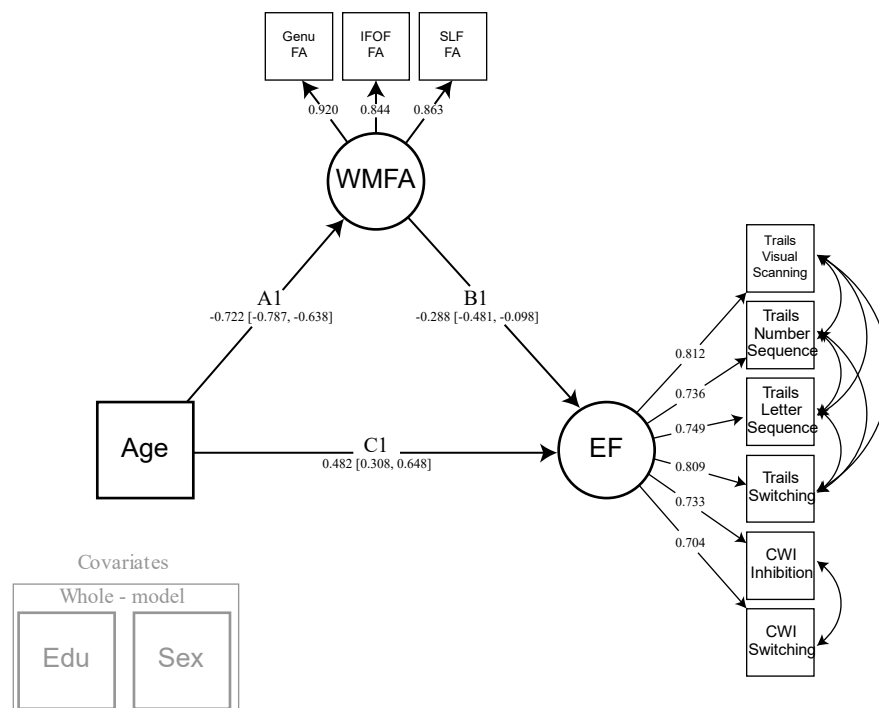 Genu
FA
IFOF
FA
SLF
FA
0.920
0.844
0.863
WMFA
A1
-0.722 [-0.787, -0.638]
B1
-0.288 [-0.481, -0.098]
Age
C1
0.482 [0.308, 0.648]
EF
0.812
0.736
0.749
0.809
0.733
0.704
Trails
Visual
Scanning
Trails
Number
Sequence
Trails
Letter
Sequence
Trails
Switching
CWI
Inhibition
CWI
Switching
Covariates
Whole - model
Edu
Sex